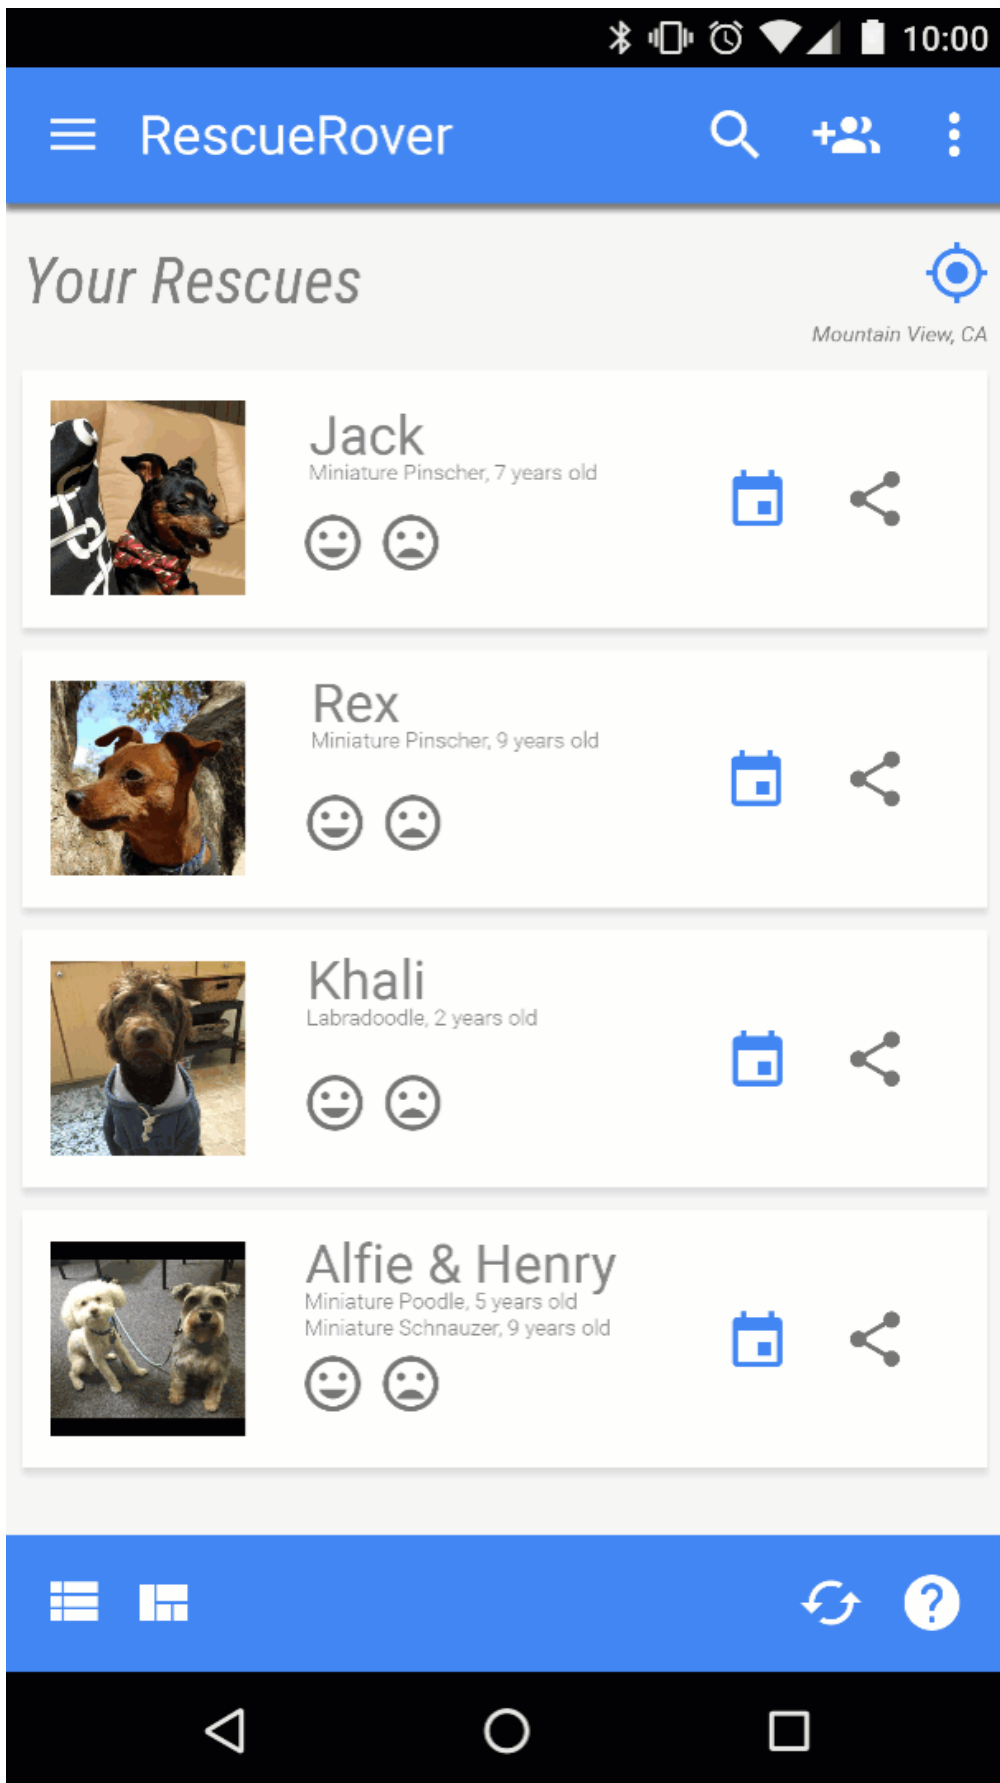 10:00
RescueRover
Your Rescues
Mountain View, CA
Jack
Miniature Pinscher, 7 years old
Rex
Miniature Pinscher, 9 years old
Khali
Labradoodle, 2 years old
Alfie & Henry
Miniature Poodle, 5 years old
Miniature Schnauzer, 9 years old
?